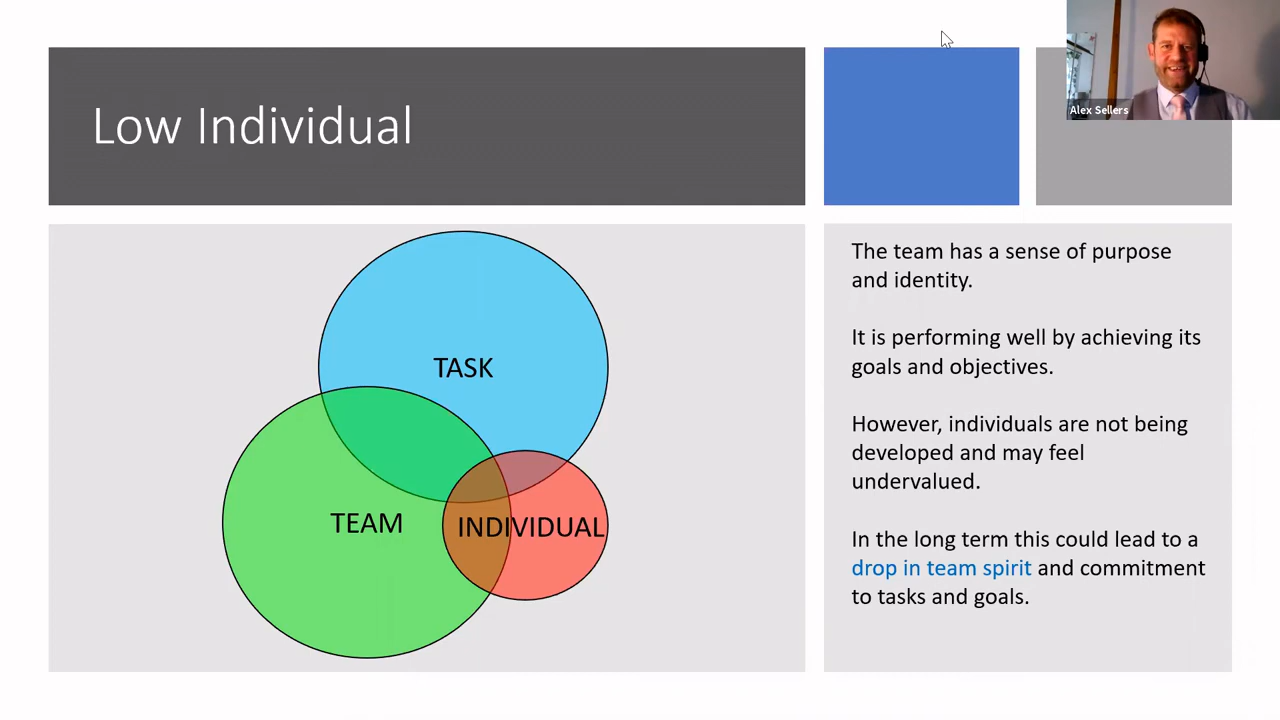 Low Individual
Alex Sellers
TASK
TEAM
INDIVIDUAL
The team has a sense of purpose
and identity.
It is performing well by achieving its
goals and objectives.
However, individuals are not being
developed and may feel
undervalued.
In the long term this could lead to a
drop in team spirit and commitment
to tasks and goals.